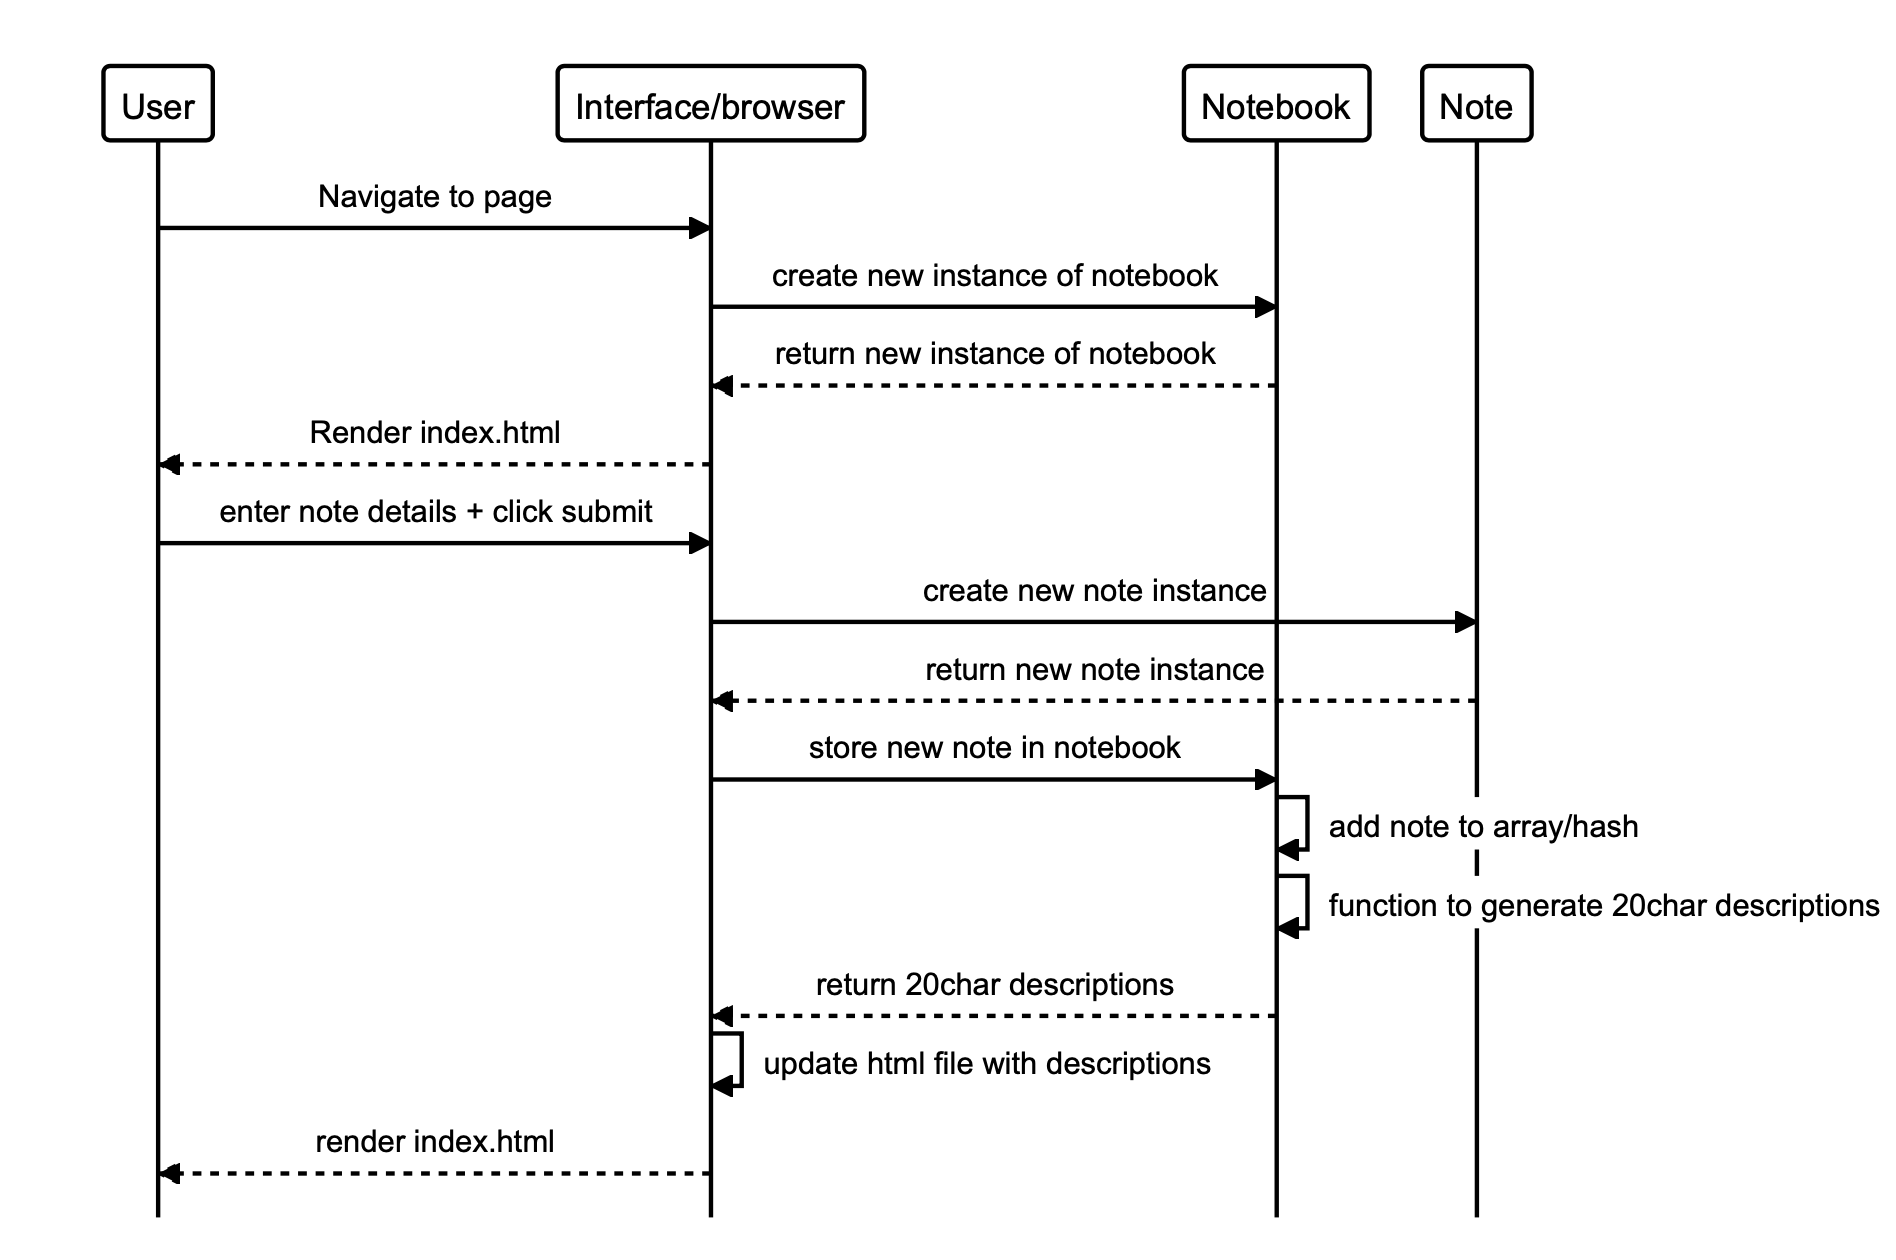 User
Interface/browser
Notebook
Note
Navigate to page
create new instance of notebook
return new instance of notebook
Render index.html
enter note details + click submit
create new note instance
return new note instance
store new note in notebook
add note to array/hash
function to generate 20char descriptions
return 20char descriptions
update html file with descriptions
render index.html